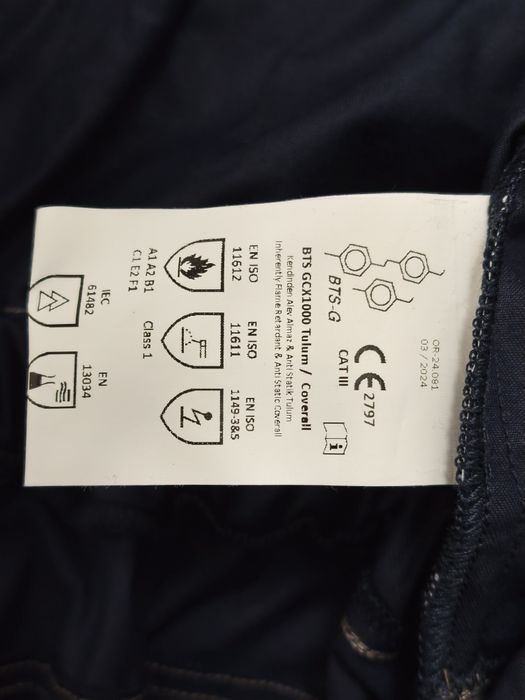 OR-24.081
03 / 2024
BTS-G
CE 2797
CAT III
BTS GCX1000 Tulum / Coverall
Kendinden Alev Almaz & Anti Statik Tulum
Inherently Flame Retardant & Anti Static Coverall
EN ISO
11612
EN ISO
11611
EN ISO
1149-3&5
A1 A2 B1
C1 E2 F1
Class 1
IEC
61482
EN
13034